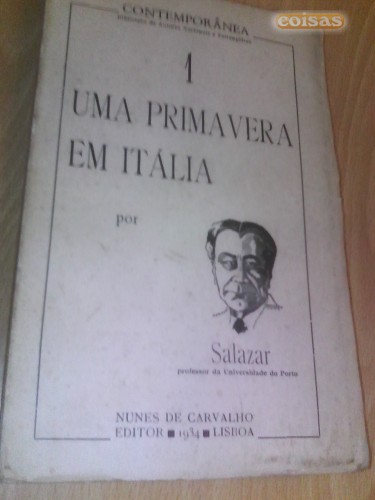 coisas
CONTEMPORÂNEA
1
UMA PRIMAVERA
EM ITÁLIA
por
Salazar
professor da Universidade do Porto
NUNES DE CARVALHO
EDITOR ■ 1934 ■ LISBOA